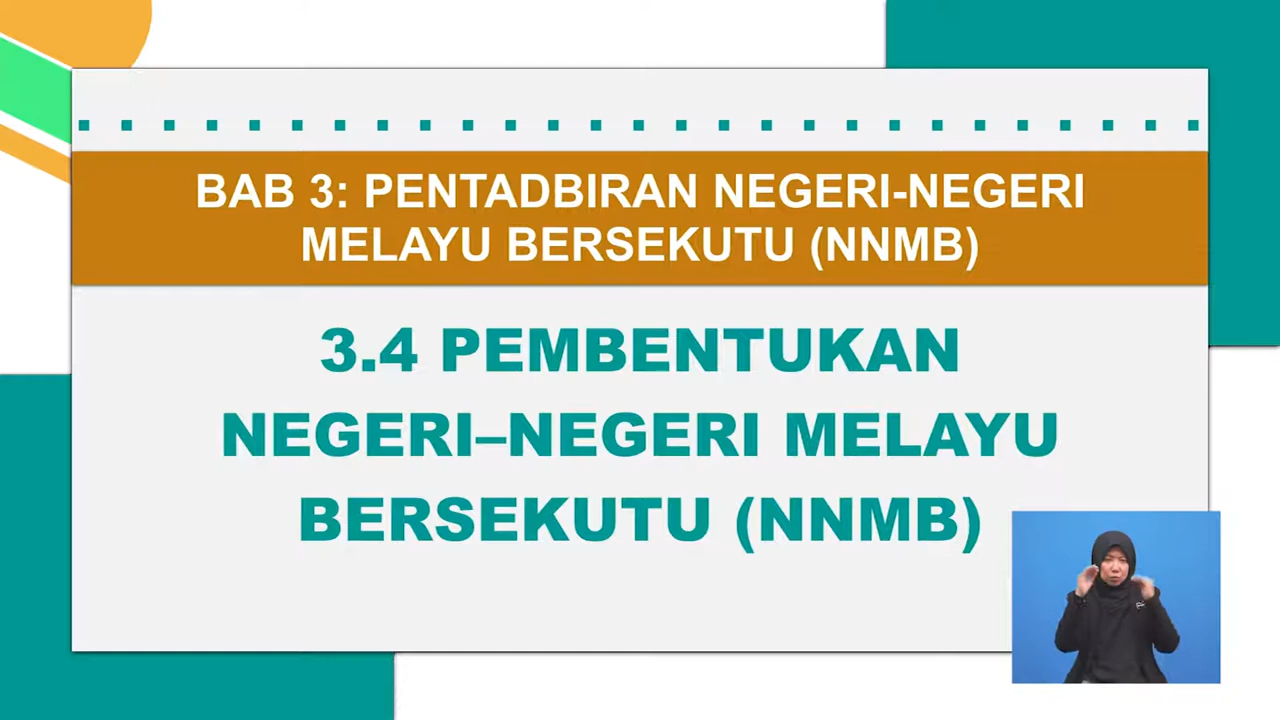 BAB 3: PENTADBIRAN NEGERI-NEGERI
MELAYU BERSEKUTU (NNMB)
3.4 PEMBENTUKAN
NEGERI–NEGERI MELAYU
BERSEKUTU (NNMB)